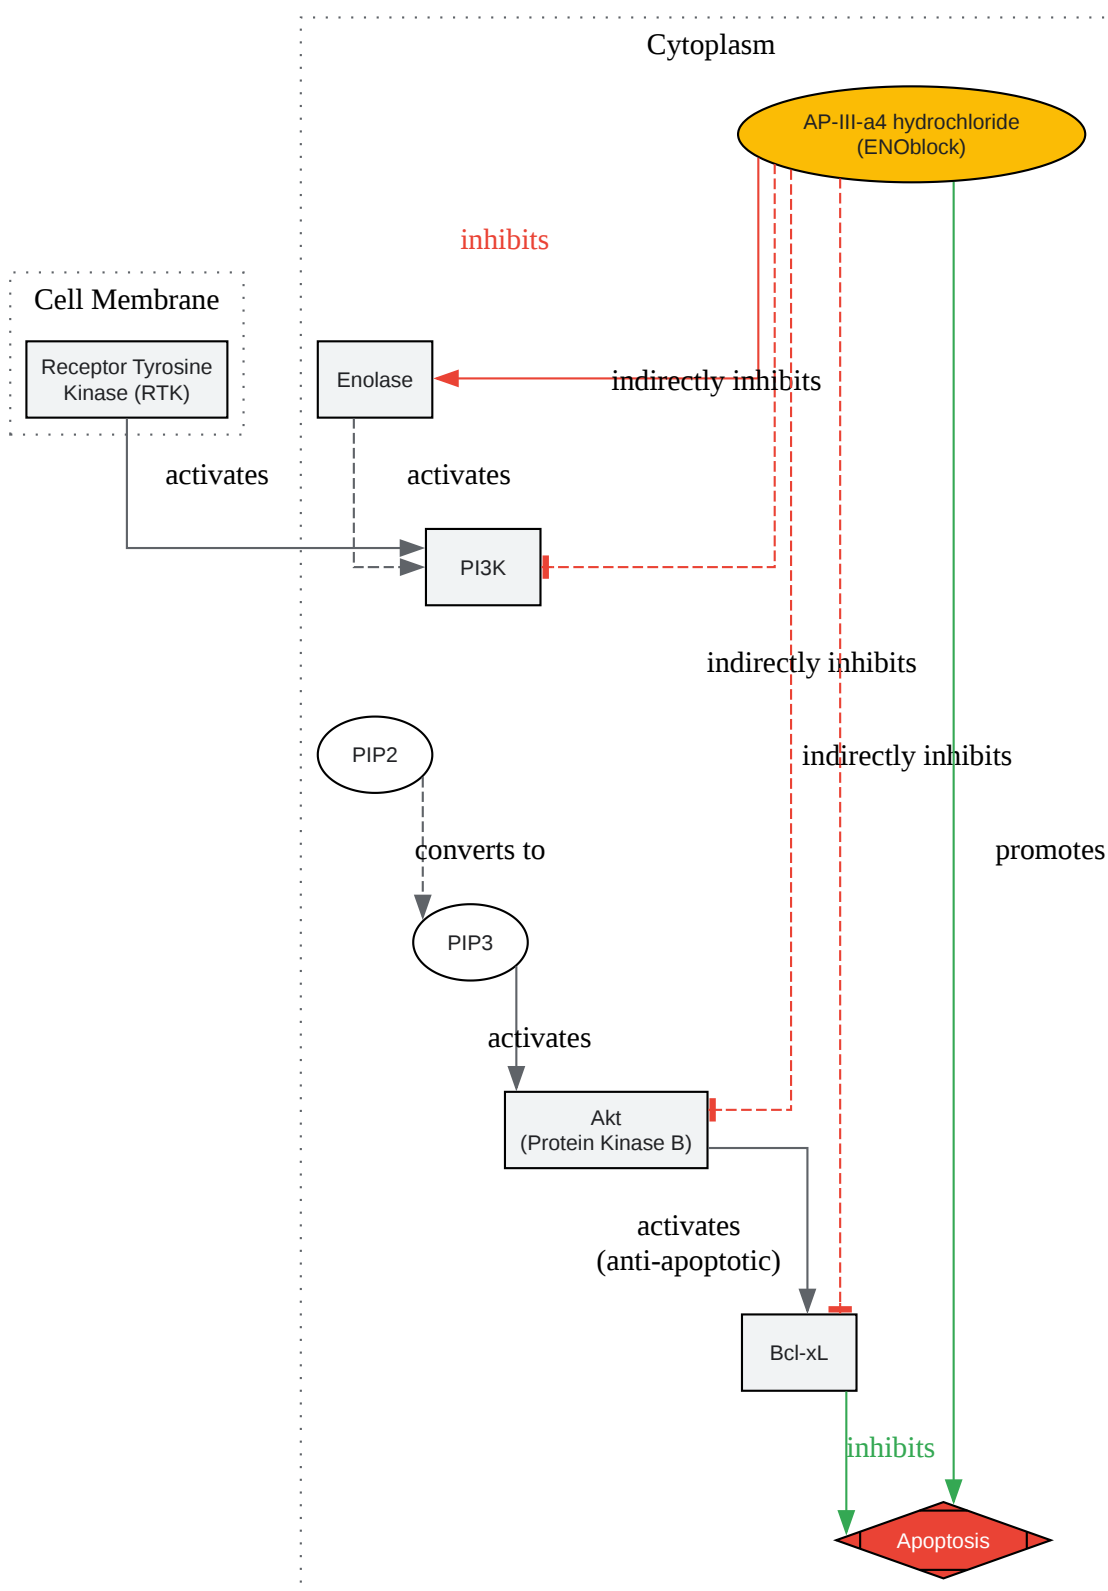 Cytoplasm
AP-III-a4 hydrochloride
(ENOblock)
inhibits
Cell Membrane
Receptor Tyrosine
Kinase (RTK)
Enolase
indirectly inhibits
activates
activates
PI3K
indirectly inhibits
PIP2
indirectly inhibits
converts to
promotes
PIP3
activates
Akt
(Protein Kinase B)
activates
(anti-apoptotic)
Bcl-xL
inhibits
Apoptosis